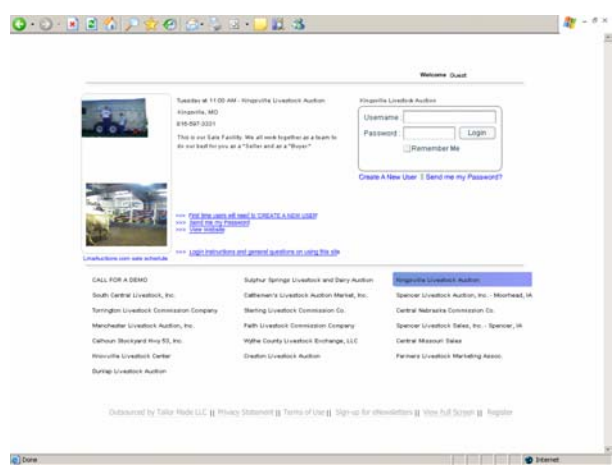 Welcome Guest
Tuesday at 11:00 AM - Kingsville Livestock Auction
Kingsville, MO
816-597-3331
This is our Sale Facility. We all work together as a team to
do our best for you as a "Seller and as a "Buyer"
Kingsville Livestock Auction
Username:
Password: Login
Remember Me
Create A New User | Send me my Password?
>>> First time users will need to CREATE A NEW USER!
>>> Send me my Password
>>> View Website
>>> Login instructions and general questions on using this site
LMAAuctions.com sale schedule
CALL FOR A DEMO
South Central Livestock, Inc.
Torrington Livestock Commission Company
Manchester Livestock Auction, Inc.
Calhoun Stockyard Hwy 53, Inc.
Knoxville Livestock Center
Dunlap Livestock Auction
Sulphur Springs Livestock and Dairy Auction
Cattlemen's Livestock Auction Market, Inc.
Sterling Livestock Commission Co.
Faith Livestock Commission Company
Wythe County Livestock Exchange, LLC
Creston Livestock Auction
Kingsville Livestock Auction
Spencer Livestock Auction, Inc. - Moorhead, IA
Central Nebraska Commission Co.
Spencer Livestock Sales, Inc. - Spencer, IA
Central Missouri Sales
Farmers Livestock Marketing Assoc.
Outsourced by Tailor Made LLC || Privacy Statement || Terms of Use || Sign-up for eNewsletters || View Full Screen || Register
Done
Internet